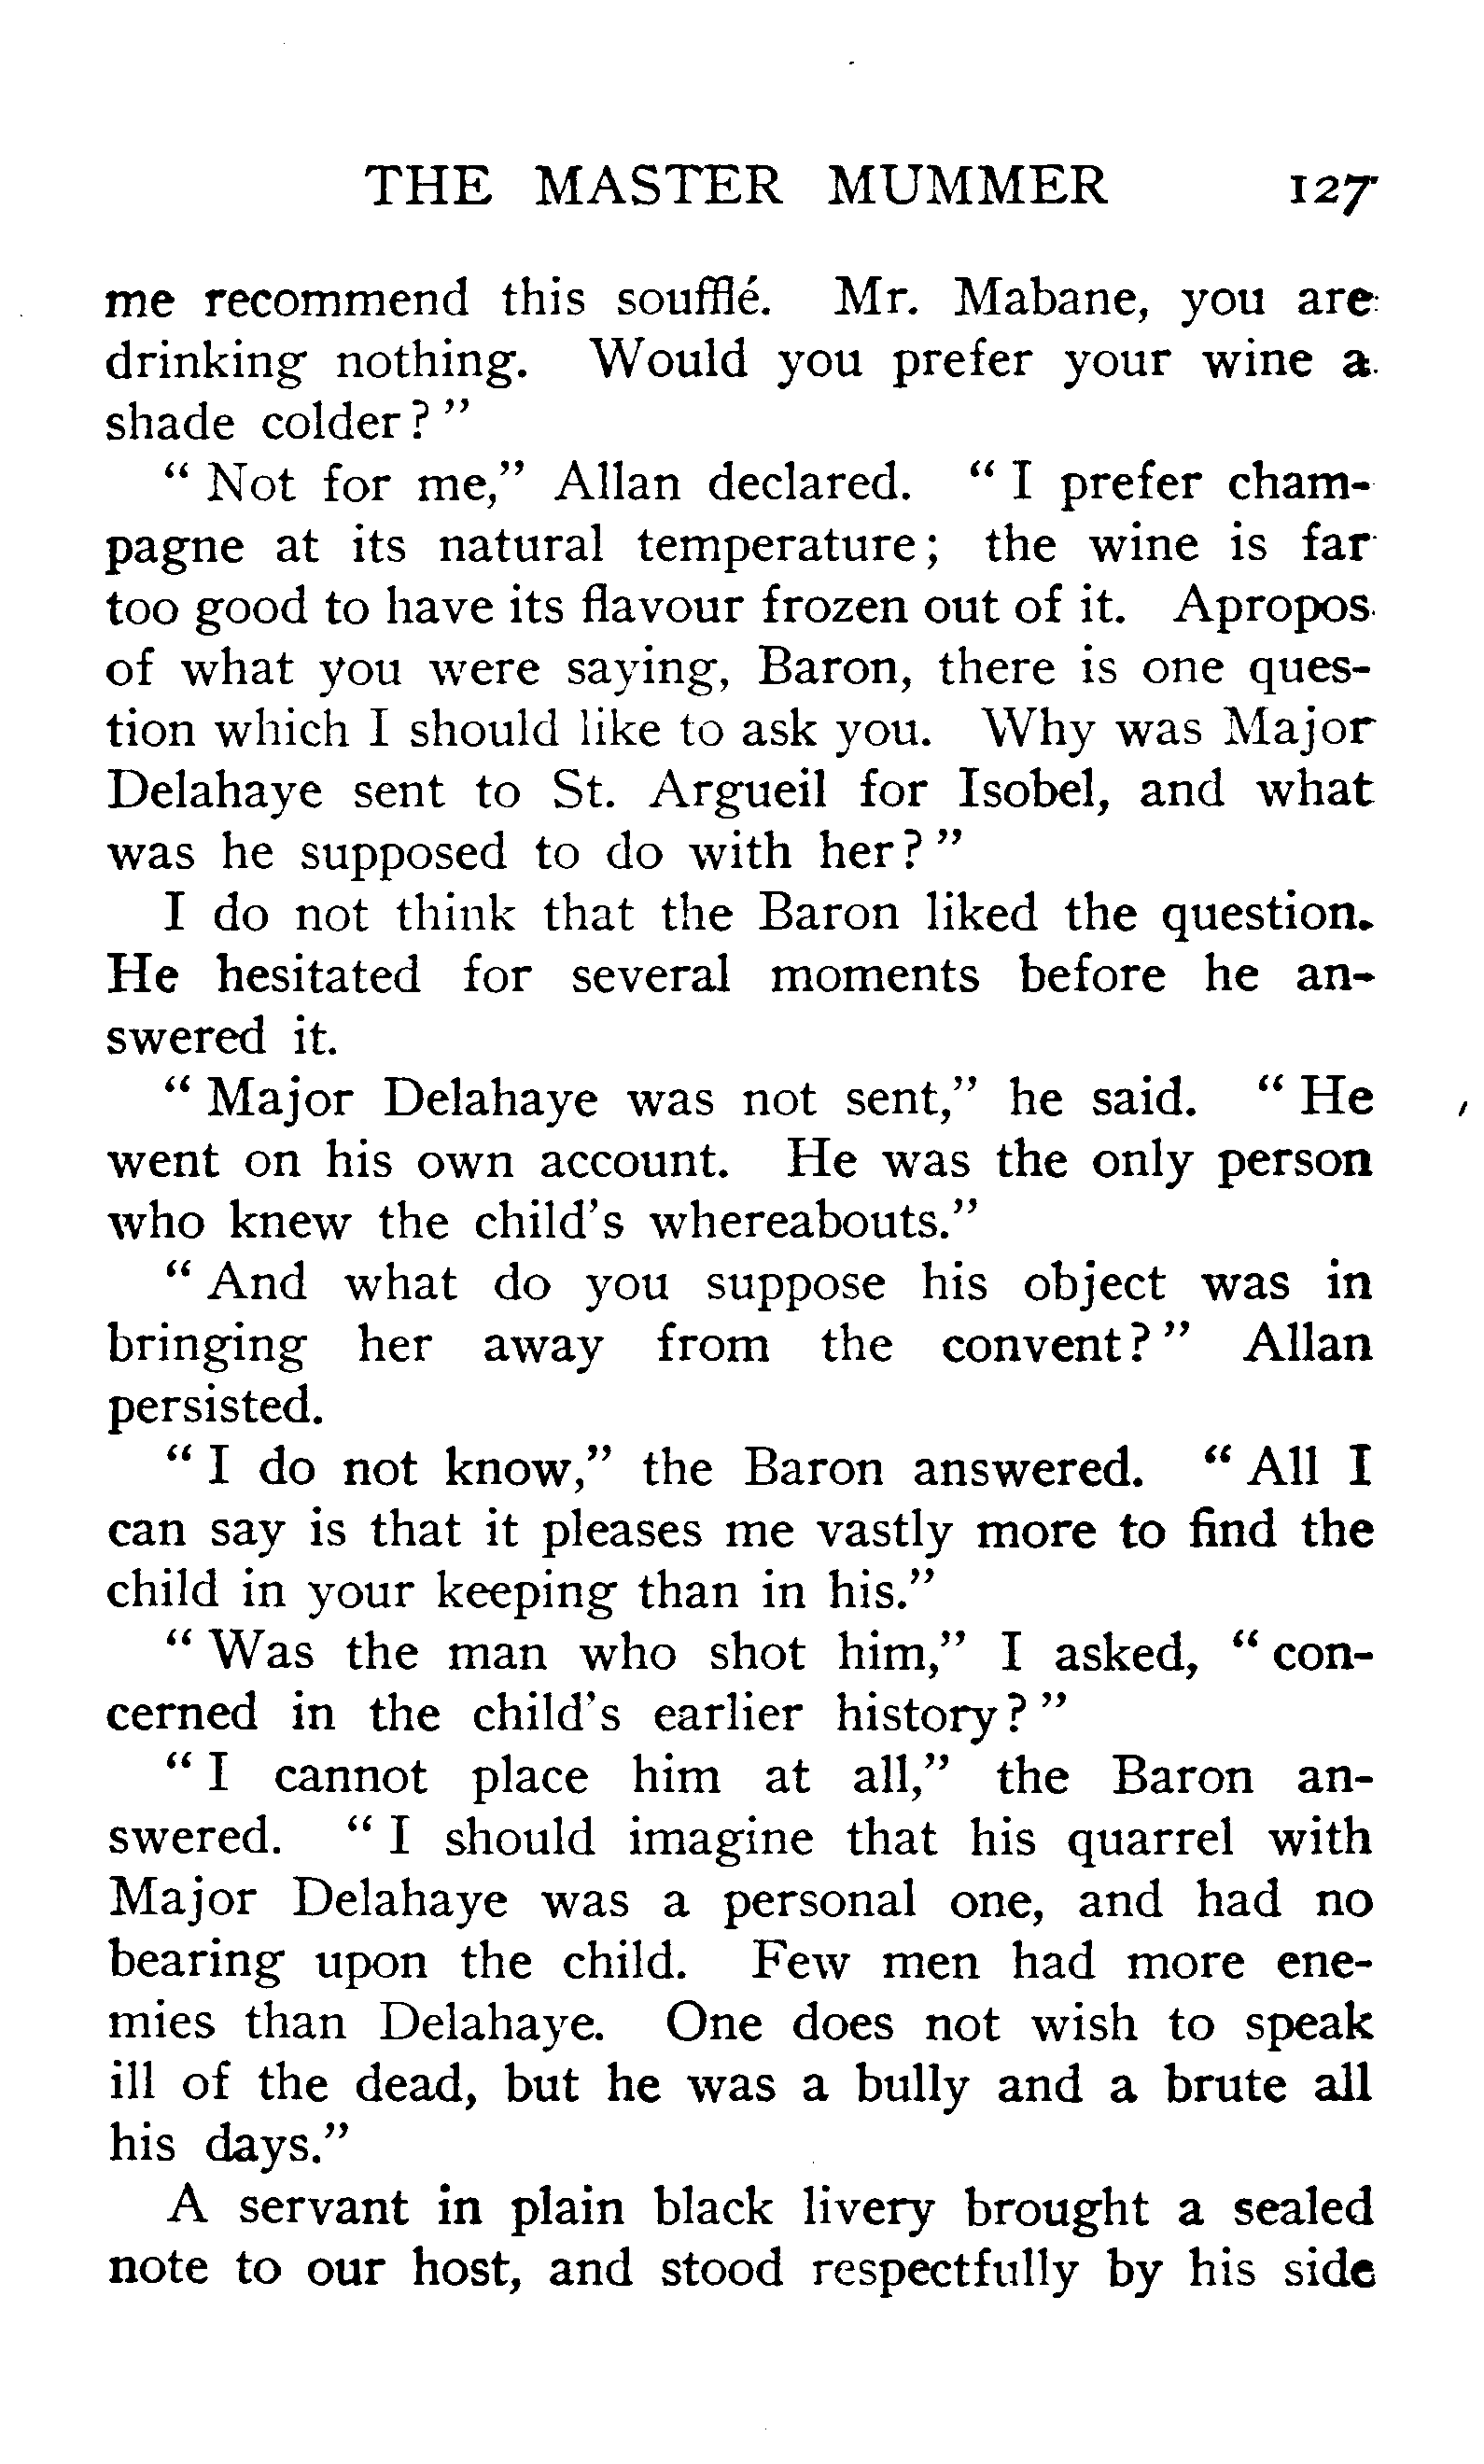 THE MASTER MUMMER 127
me recommend this soufflé. Mr. Mabane, you are
drinking nothing. Would you prefer your wine a
shade colder?"
"Not for me," Allan declared. "I prefer cham-
pagne at its natural temperature; the wine is far
too good to have its flavour frozen out of it. Apropos
of what you were saying, Baron, there is one ques-
tion which I should like to ask you. Why was Major
Delahaye sent to St. Argueil for Isobel, and what
was he supposed to do with her?"
I do not think that the Baron liked the question.
He hesitated for several moments before he an-
swered it.
"Major Delahaye was not sent," he said. "He
went on his own account. He was the only person
who knew the child's whereabouts."
"And what do you suppose his object was in
bringing her away from the convent?" Allan
persisted.
"I do not know," the Baron answered. "All I
can say is that it pleases me vastly more to find the
child in your keeping than in his."
"Was the man who shot him," I asked, "con-
cerned in the child's earlier history?"
"I cannot place him at all," the Baron an-
swered. "I should imagine that his quarrel with
Major Delahaye was a personal one, and had no
bearing upon the child. Few men had more ene-
mies than Delahaye. One does not wish to speak
ill of the dead, but he was a bully and a brute all
his days."
A servant in plain black livery brought a sealed
note to our host, and stood respectfully by his side